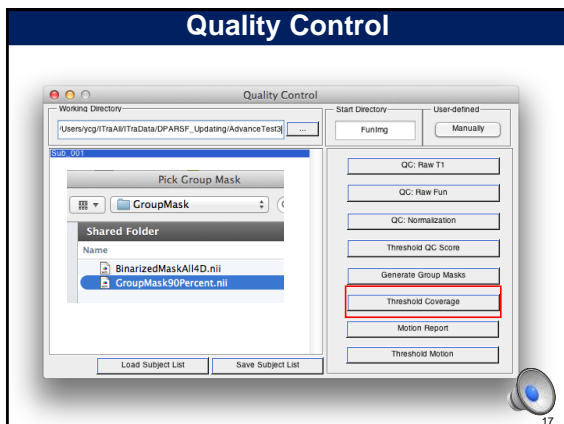 Quality Control
Quality Control
Working Directory
/Users/ycg/ITraAll/ITraData/DPARSF_Updating/AdvanceTest3
...
Start Directory
FunImg
User-defined
Manually
Sub_001
Pick Group Mask
GroupMask
Shared Folder
Name
BinarizedMaskAll4D.nii
GroupMask90Percent.nii
Load Subject List
Save Subject List
QC: Raw T1
QC: Raw Fun
QC: Normalization
Threshold QC Score
Generate Group Masks
Threshold Coverage
Motion Report
Threshold Motion
17